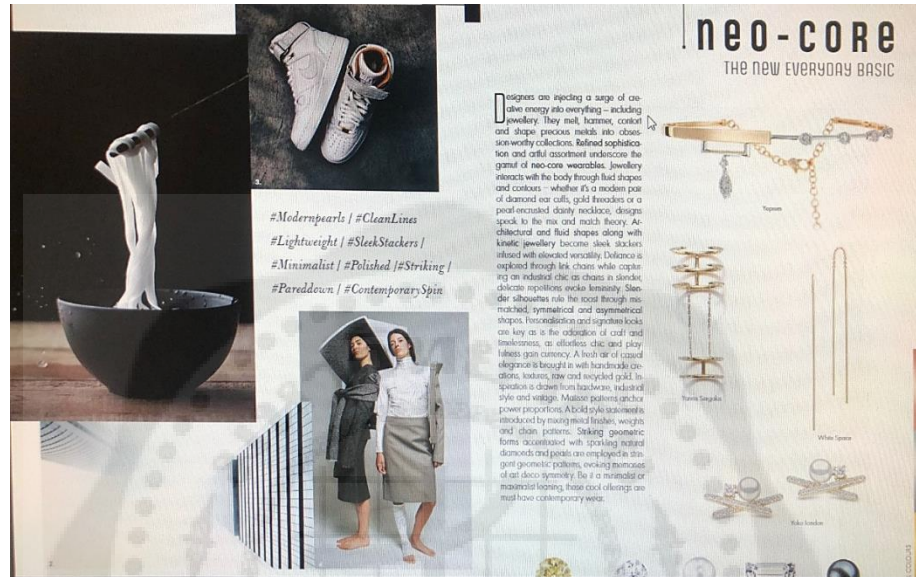 neo-CORE
THE new EVERYDAY BASIC
Designers are injecting a surge of cre-
ative energy into everything – including
jewellery. They melt, hammer, contort
and shape precious metals into obses-
sion-worthy collections. Refined sophistica-
tion and artful assortment underscore the
gamut of neo-core wearables. Jewellery
interacts with the body through fluid shapes
and contours – whether it's a modern pair
of diamond ear cuffs, gold threaders or a
pearl-encrusted dainty necklace, designs
speak to the mix and match theory. Ar-
chitectural and fluid shapes along with
kinetic jewellery become sleek stackers
infused with elevated versatility. Defiance is
explored through link chains while captur-
ing an industrial chic as chains in slender,
delicate repetitions evoke femininity. Slen-
der silhouettes rule the roost through mis-
matched, symmetrical and asymmetrical
shapes. Personalisation and signature looks
are key as is the adoration of craft and
timelessness, as effortless chic and play
fulness gain currency. A fresh air of casual
elegance is brought in with handmade cre-
ations, textures, raw and recycled gold. In-
spiration is drawn from hardware, industrial
style and vintage. Matisse patterns anchor
power proportions. A bold style statement is
introduced by mixing metal finishes, weights
and chain patterns. Striking geometric
forms accentuated with sparkling natural
diamonds and pearls are employed in strin
gent geometric patterns, evoking memories
of art deco symmetry. Be it a minimalist or
maximalist leaning, these cool offerings are
must have contemporary wear.
#Modernpearls / #CleanLines
#Lightweight / #SleekStackers /
#Minimalist / #Polished /#Striking /
#Pareddown / #ContemporarySpin
White Space
Yoko London